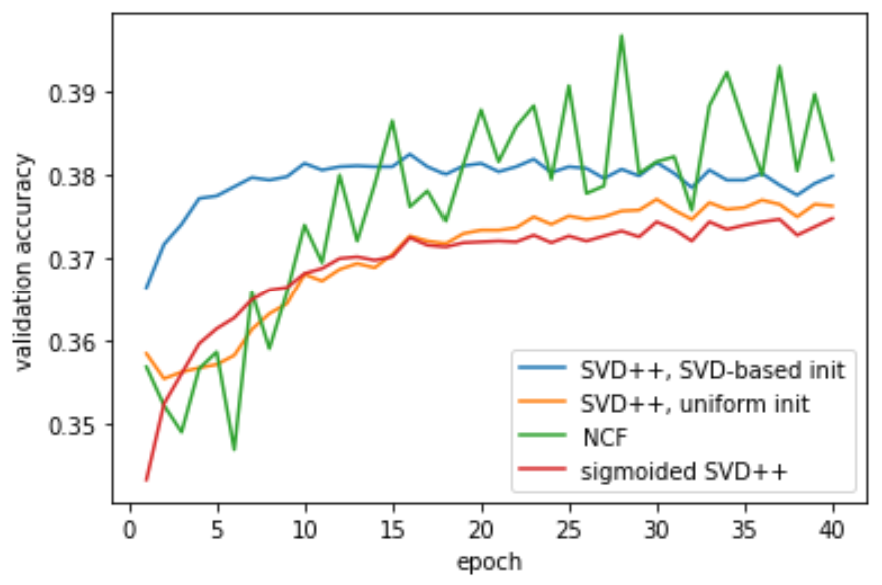 validation accuracy
0.39
0.38
0.37
0.36
0.35
SVD++, SVD-based init
SVD++, uniform init
NCF
sigmoided SVD++
0 5 10 15 20 25 30 35 40
epoch